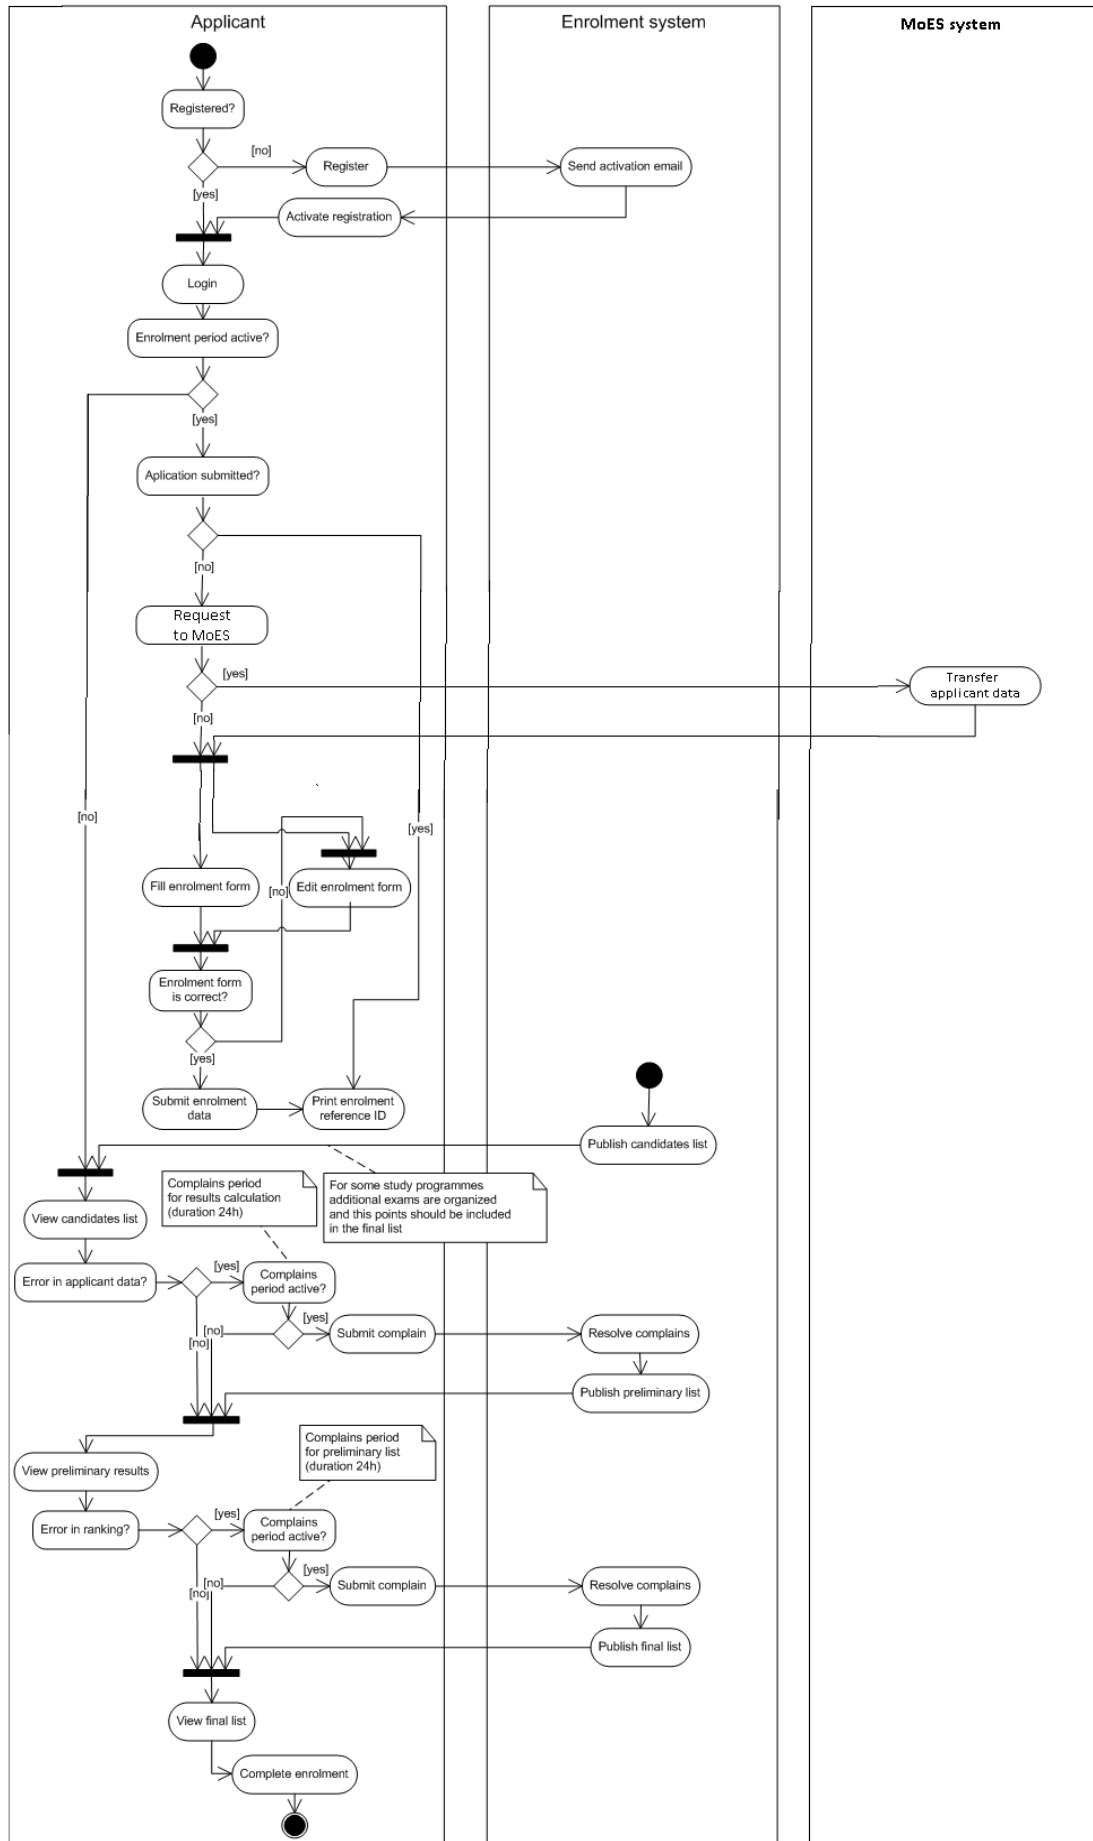 Applicant
Enrolment system
MoES system
Registered?
[no]
Register
Send activation email
[yes]
Activate registration
Login
Enrolment period active?
[yes]
Aplication submitted?
[no]
Request
to MoES
[yes]
Transfer
applicant data
[no]
[no]
[yes]
Fill enrolment form
[no]
Edit enrolment form
Enrolment form
is correct?
[yes]
Submit enrolment
data
Print enrolment
reference ID
Publish candidates list
Complains period
for results calculation
(duration 24h)
For some study programmes
additional exams are organized
and this points should be included
in the final list
View candidates list
Error in applicant data?
[yes]
Complains
period active?
[no]
[no]
[yes]
Submit complain
Resolve complains
Publish preliminary list
Complains period
for preliminary list
(duration 24h)
View preliminary results
Error in ranking?
[yes]
Complains
period active?
[no]
[no]
[yes]
Submit complain
Resolve complains
Publish final list
View final list
Complete enrolment